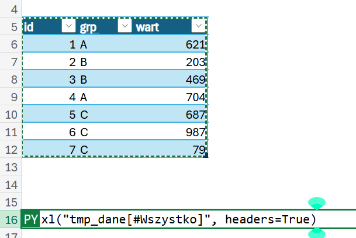 4
5 id grp wart
6 1 A 621
7 2 B 203
8 3 B 469
9 4 A 704
10 5 C 687
11 6 C 987
12 7 C 79
13
14
15
16 PY xl("tmp_dane[#Wszystko]", headers=True)
17